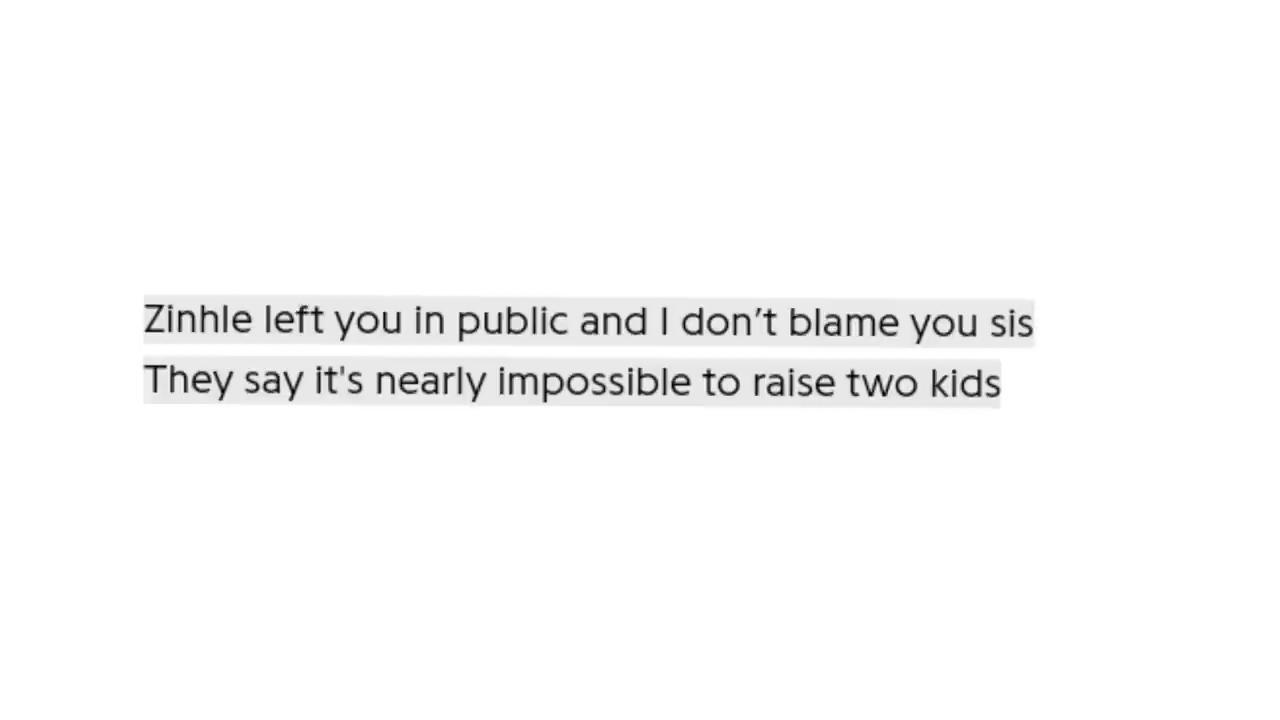 Zinhle left you in public and I don’t blame you sis
They say it's nearly impossible to raise two kids